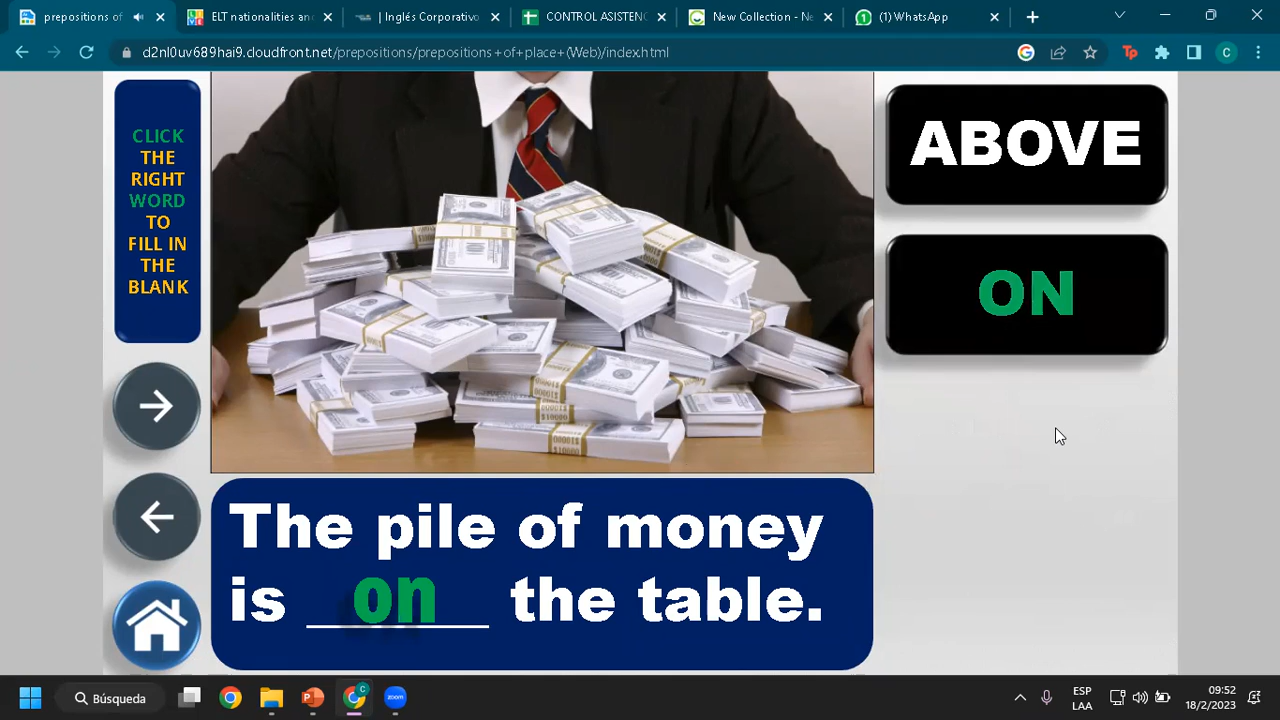 prepositions of
ELT nationalities and
| Inglés Corporativo
CONTROL ASISTENC
New Collection - Ne
(1) WhatsApp
d2nl0uv689hai9.cloudfront.net/prepositions/prepositions+of+place+(Web)/index.html
CLICK
THE
RIGHT
WORD
TO
FILL IN
THE
BLANK
ABOVE
ON
The pile of money
is on the table.
Búsqueda
zoom
ESP
LAA
09:52
18/2/2023